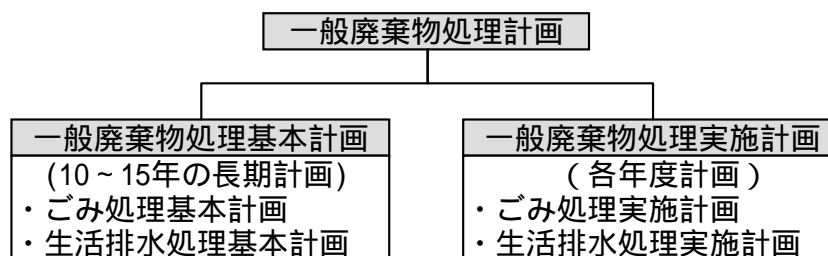 一般廃棄物処理計画
一般廃棄物処理基本計画
(10~15年の長期計画)
・ごみ処理基本計画
・生活排水処理基本計画
一般廃棄物処理実施計画
(各年度計画)
・ごみ処理実施計画
・生活排水処理実施計画